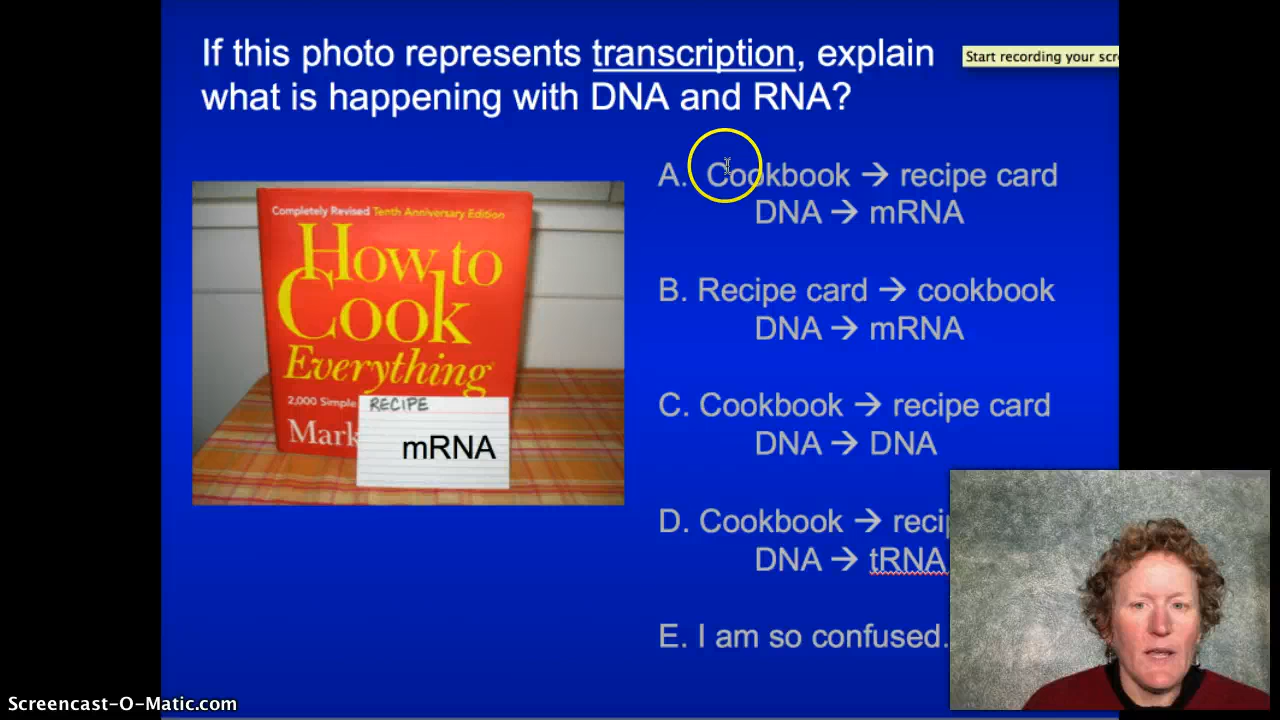 If this photo represents transcription, explain
what is happening with DNA and RNA?
Start recording your
A. Cookbook → recipe card
DNA → mRNA
B. Recipe card → cookbook
DNA → mRNA
C. Cookbook → recipe card
DNA → DNA
D. Cookbook →
DNA → tRNA
E. I am so confused.
Completely Revised Tenth Anniversary Edition
How to
Cook
Everything
2,000 Simple
Mark
RECIPE
mRNA
Screencast-O-Matic.com